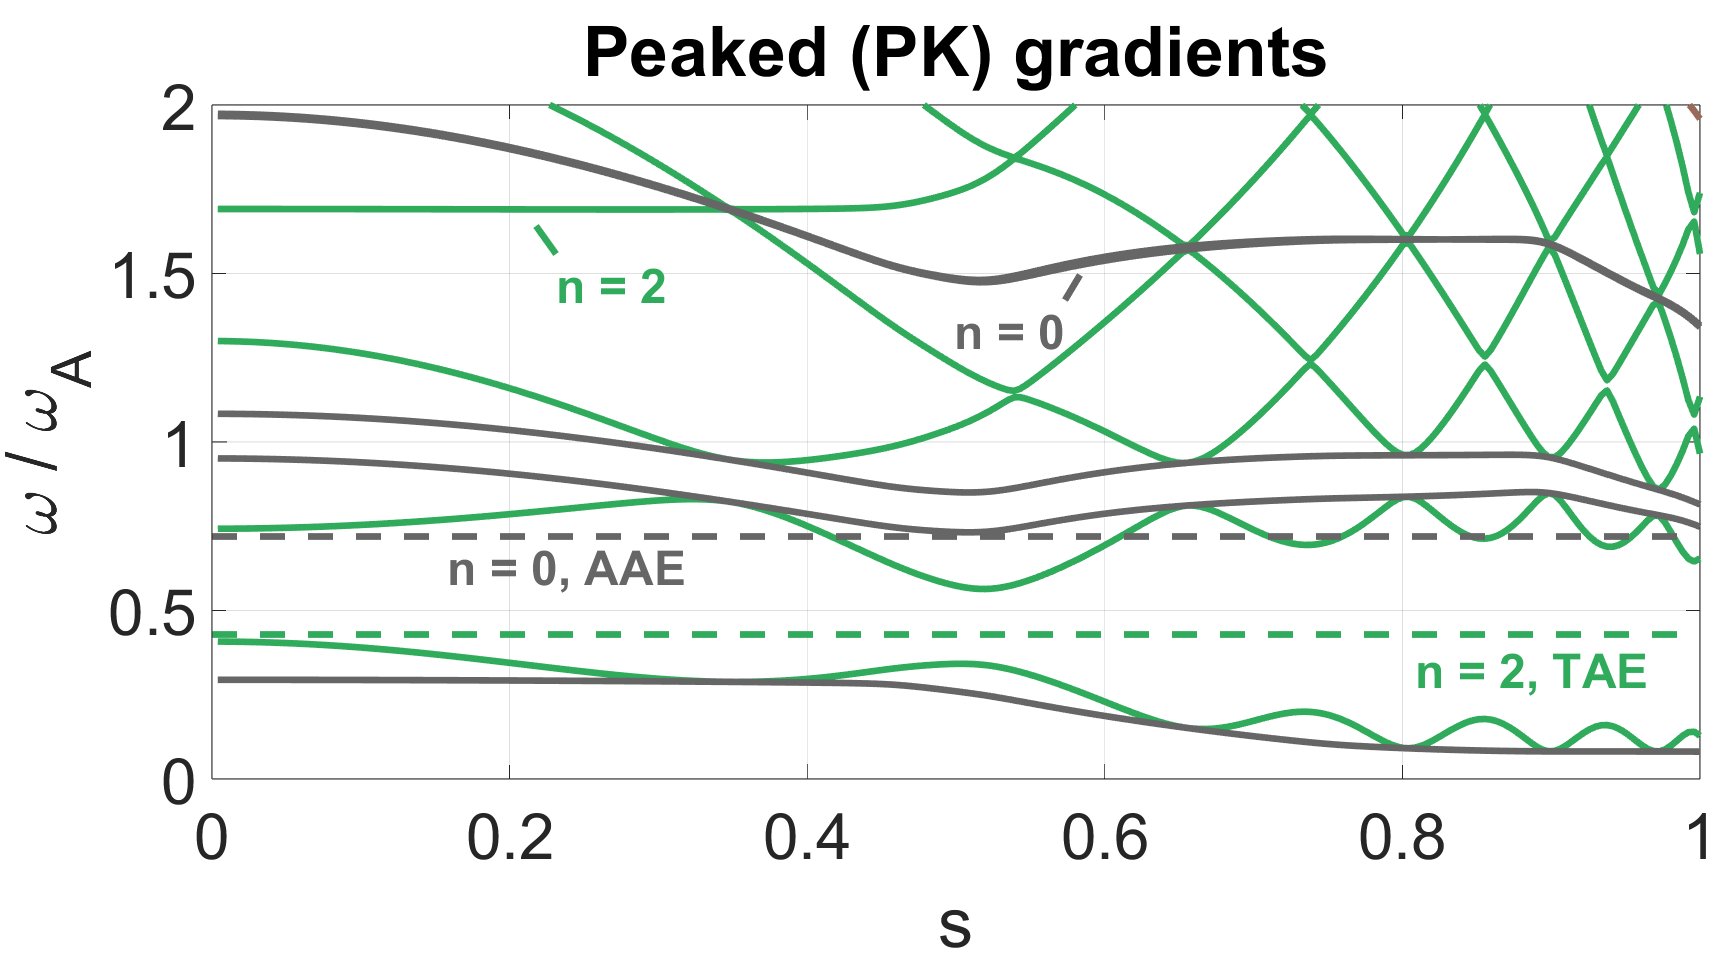 Peaked (PK) gradients
2
1.5
1
0.5
0
ω / ω_A
n = 2
n = 0
n = 0, AAE
n = 2, TAE
0 0.2 0.4 0.6 0.8 1
s